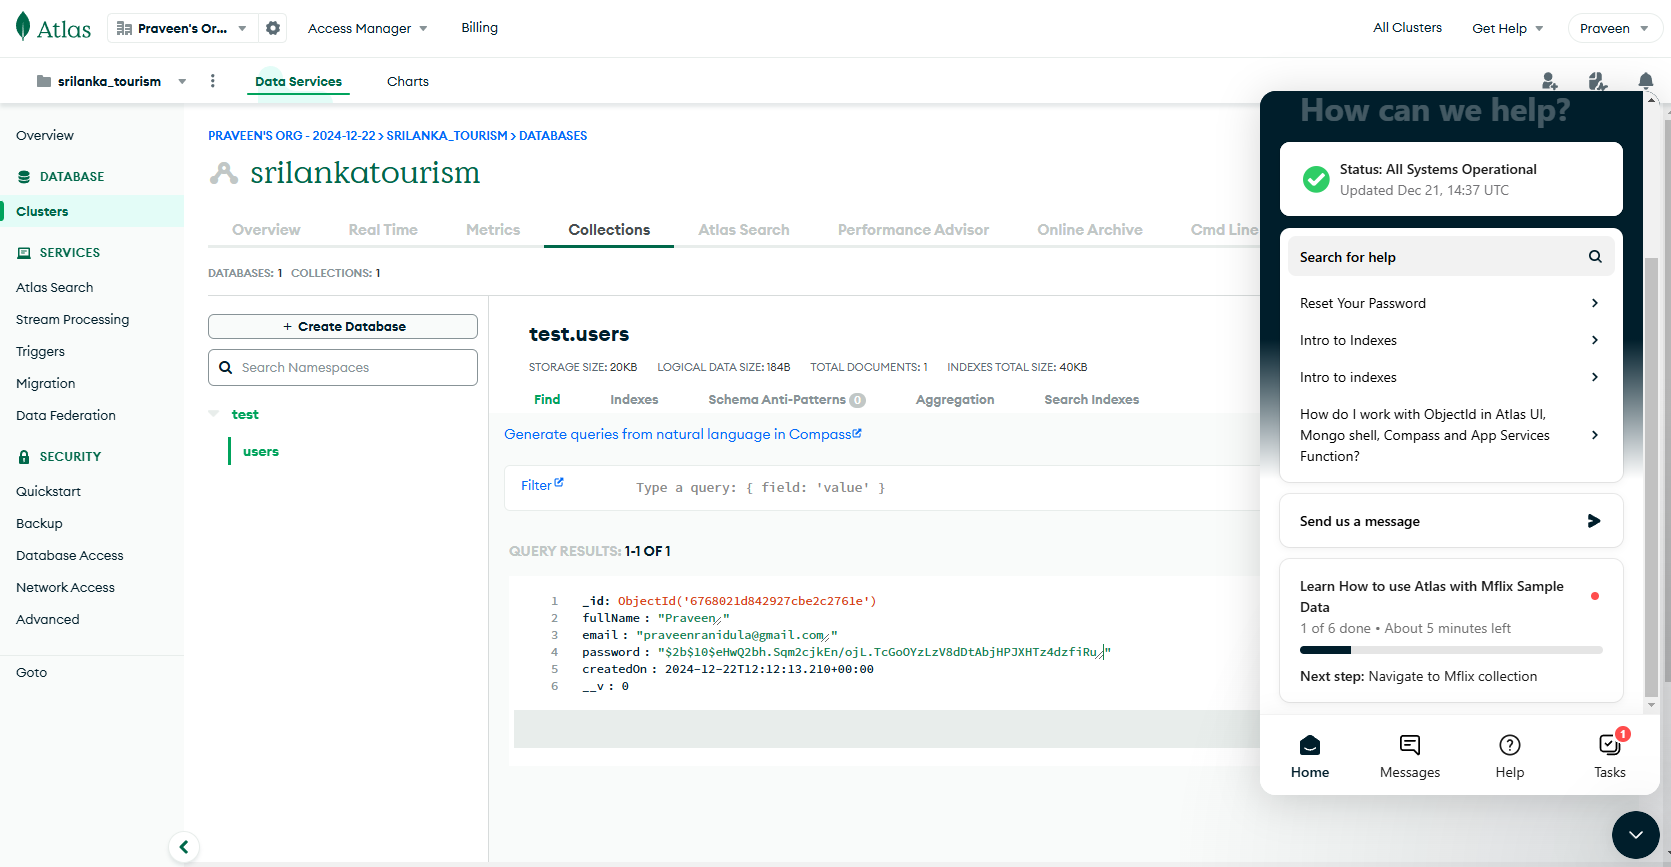 Atlas
Praveen's Or...
Access Manager
Billing
All Clusters
Get Help
Praveen
srilanka_tourism
Data Services
Charts
Overview
DATABASE
Clusters
SERVICES
Atlas Search
Stream Processing
Triggers
Migration
Data Federation
SECURITY
Quickstart
Backup
Database Access
Network Access
Advanced
Goto
PRAVEEN'S ORG - 2024-12-22 > SRILANKA_TOURISM > DATABASES
srilankatourism
Overview
Real Time
Metrics
Collections
Atlas Search
Performance Advisor
Online Archive
Cmd Line
DATABASES: 1 COLLECTIONS: 1
+ Create Database
Search Namespaces
test
users
test.users
STORAGE SIZE: 20KB LOGICAL DATA SIZE: 184B TOTAL DOCUMENTS: 1 INDEXES TOTAL SIZE: 40KB
Find
Indexes
Schema Anti-Patterns 0
Aggregation
Search Indexes
Generate queries from natural language in Compass
Filter
Type a query: { field: 'value' }
QUERY RESULTS: 1-1 OF 1
1 _id: ObjectId('6768021d842927cbe2c2761e')
2 fullName : "Praveen"
3 email : "praveenranidula@gmail.com"
4 password : "$2b$10$eHwQ2bh.Sqm2cjkEn/ojL.TcGoOYzLzV8dDtAbjHPJXHTz4dzfiRu"
5 createdOn : 2024-12-22T12:12:13.210+00:00
6 __v : 0
How can we help?
Status: All Systems Operational
Updated Dec 21, 14:37 UTC
Search for help
Reset Your Password
Intro to Indexes
Intro to indexes
How do I work with ObjectId in Atlas UI,
Mongo shell, Compass and App Services
Function?
Send us a message
Learn How to use Atlas with Mflix Sample
Data
1 of 6 done • About 5 minutes left
Next step: Navigate to Mflix collection
Home
Messages
Help
1
Tasks